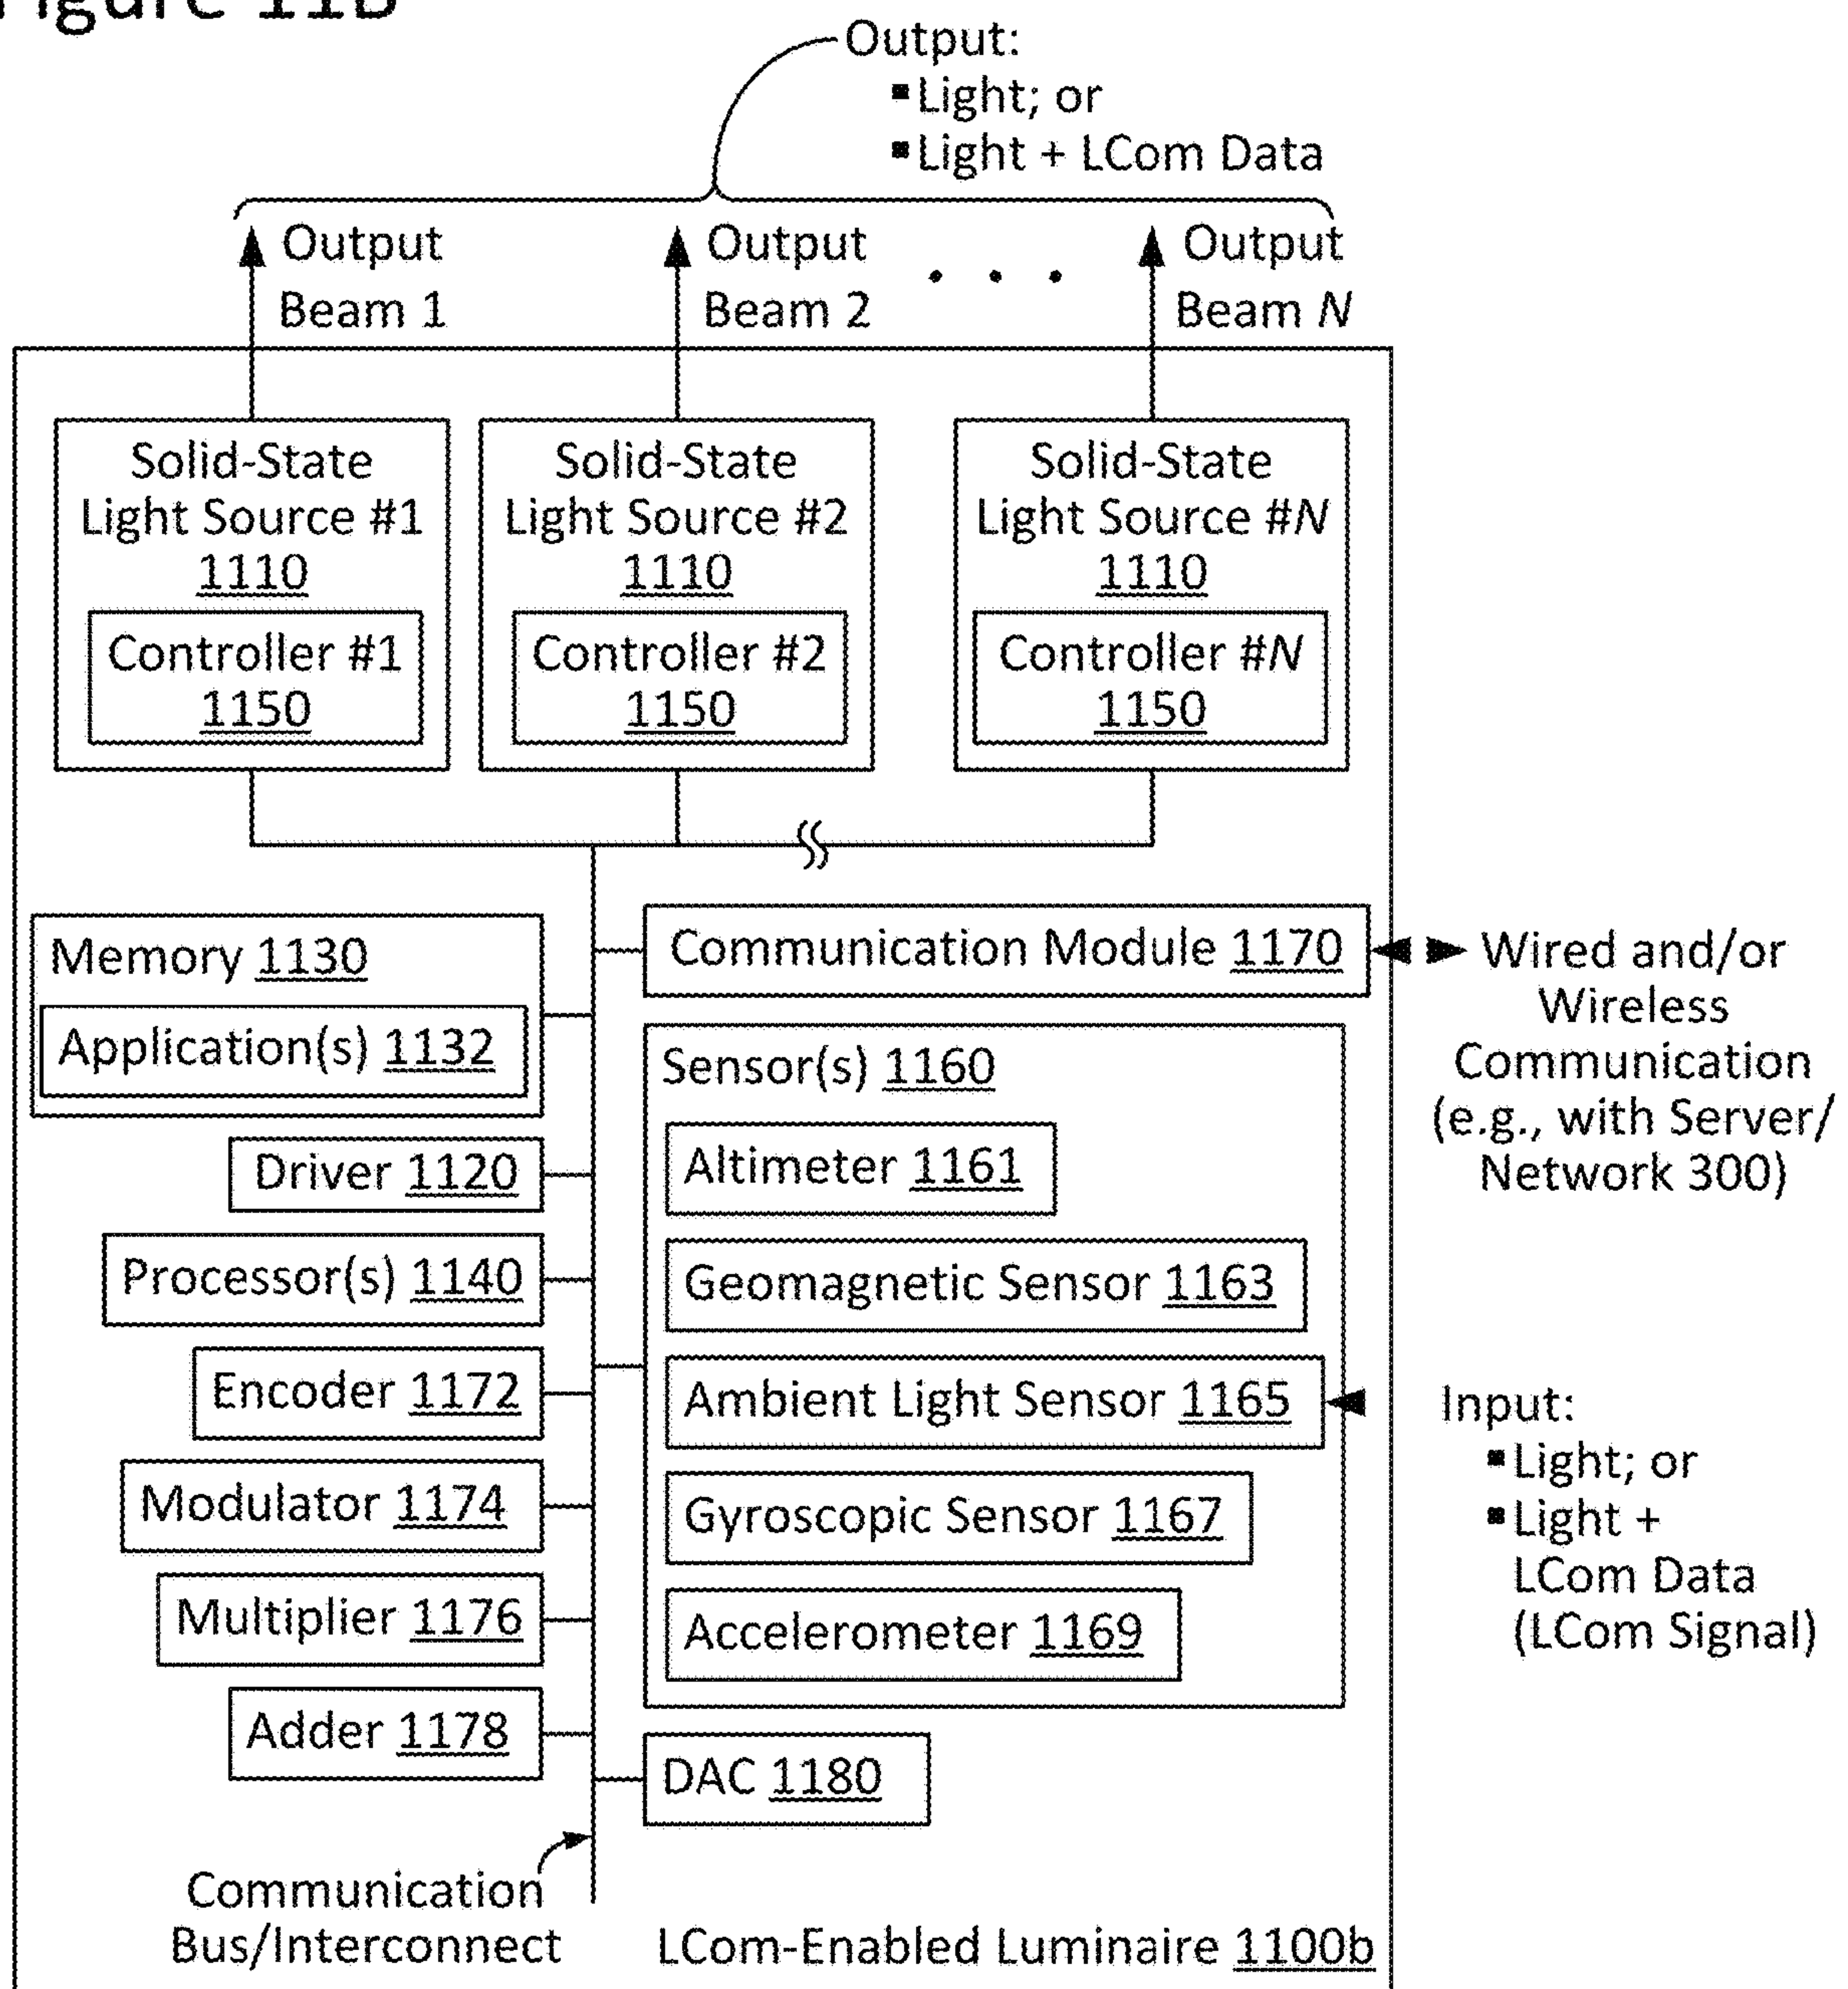 Figure 11B
Output:
▪ Light; or
▪ Light + LCom Data
Output
Beam 1
Output
Beam 2
. . .
Output
Beam N
Solid-State
Light Source #1
1110
Controller #1
1150
Solid-State
Light Source #2
1110
Controller #2
1150
Solid-State
Light Source #N
1110
Controller #N
1150
Memory 1130
Application(s) 1132
Driver 1120
Processor(s) 1140
Encoder 1172
Modulator 1174
Multiplier 1176
Adder 1178
Communication
Bus/Interconnect
Communication Module 1170
Sensor(s) 1160
Altimeter 1161
Geomagnetic Sensor 1163
Ambient Light Sensor 1165
Gyroscopic Sensor 1167
Accelerometer 1169
DAC 1180
LCom-Enabled Luminaire 1100b
Wired and/or
Wireless
Communication
(e.g., with Server/
Network 300)
Input:
▪ Light; or
▪ Light +
LCom Data
(LCom Signal)